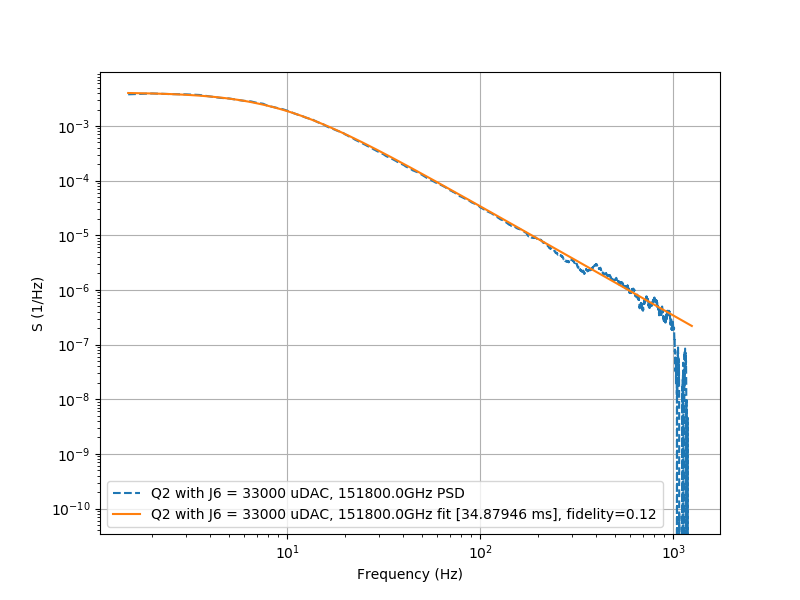 S (1/Hz)
10⁻³
10⁻⁴
10⁻⁵
10⁻⁶
10⁻⁷
10⁻⁸
10⁻⁹
10⁻¹⁰
Q2 with J6 = 33000 uDAC, 151800.0GHz PSD
Q2 with J6 = 33000 uDAC, 151800.0GHz fit [34.87946 ms], fidelity=0.12
10¹ 10² 10³
Frequency (Hz)